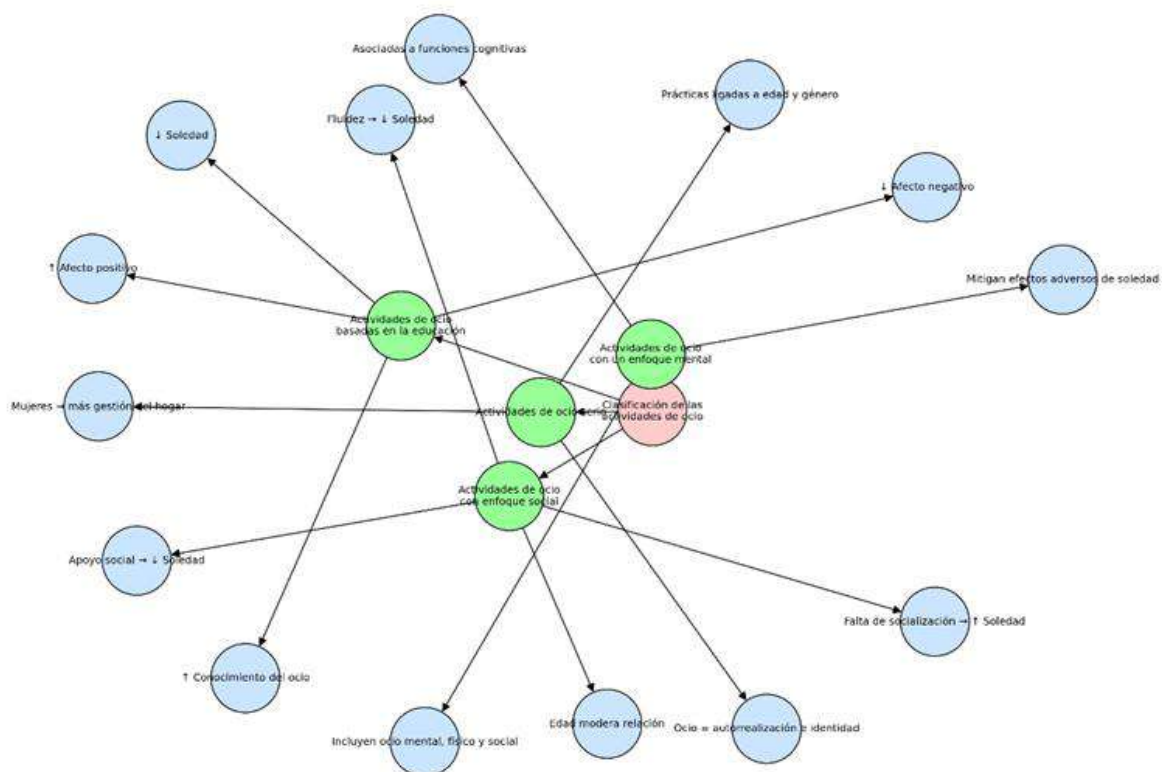 Asociadas a funciones cognitivas
Prácticas ligadas a edad y género
Fluidez → ↓ Soledad
↓ Soledad
↓ Afecto negativo
↑ Afecto positivo
Mitigan efectos adversos de soledad
Actividades de ocio
basadas en la educación
Actividades de ocio
con un enfoque mental
Mujeres → más gestión del hogar
Actividades de ocio serio
Clasificación de las
actividades de ocio
Actividades de ocio
con enfoque social
Apoyo social → ↓ Soledad
Falta de socialización → ↑ Soledad
↑ Conocimiento del ocio
Edad modera relación
Ocio = autorrealización e identidad
Incluyen ocio mental, físico y social